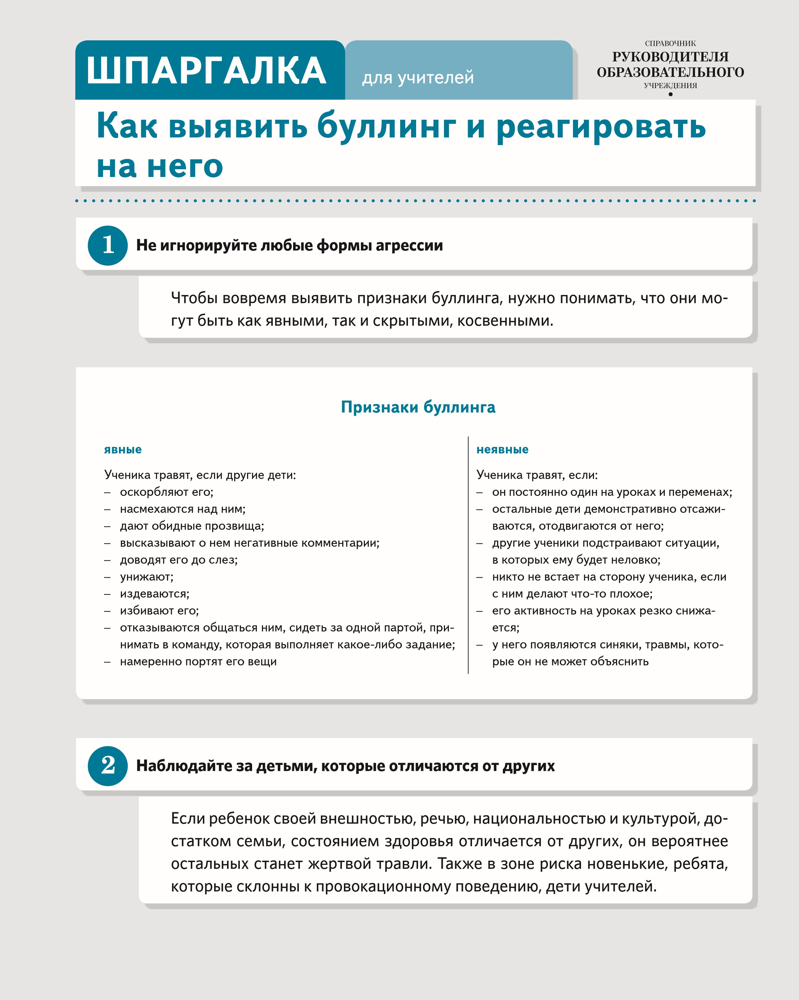 ШПАРГАЛКА
для учителей
СПРАВОЧНИК
РУКОВОДИТЕЛЯ
ОБРАЗОВАТЕЛЬНОГО
УЧРЕЖДЕНИЯ
Как выявить буллинг и реагировать
на него
1
Не игнорируйте любые формы агрессии
Чтобы вовремя выявить признаки буллинга, нужно понимать, что они мо-
гут быть как явными, так и скрытыми, косвенными.
Признаки буллинга
явные
Ученика травят, если другие дети:
– оскорбляют его;
– насмехаются над ним;
– дают обидные прозвища;
– высказывают о нем негативные комментарии;
– доводят его до слез;
– унижают;
– издеваются;
– избивают его;
– отказываются общаться ним, сидеть за одной партой, при-
нимать в команду, которая выполняет какое-либо задание;
– намеренно портят его вещи
неявные
Ученика травят, если:
– он постоянно один на уроках и переменах;
– остальные дети демонстративно отсажи-
ваются, отодвигаются от него;
– другие ученики подстраивают ситуации,
в которых ему будет неловко;
– никто не встает на сторону ученика, если
с ним делают что-то плохое;
– его активность на уроках резко снижа-
ется;
– у него появляются синяки, травмы, кото-
рые он не может объяснить
2
Наблюдайте за детьми, которые отличаются от других
Если ребенок своей внешностью, речью, национальностью и культурой, до-
статком семьи, состоянием здоровья отличается от других, он вероятнее
остальных станет жертвой травли. Также в зоне риска новенькие, ребята,
которые склонны к провокационному поведению, дети учителей.